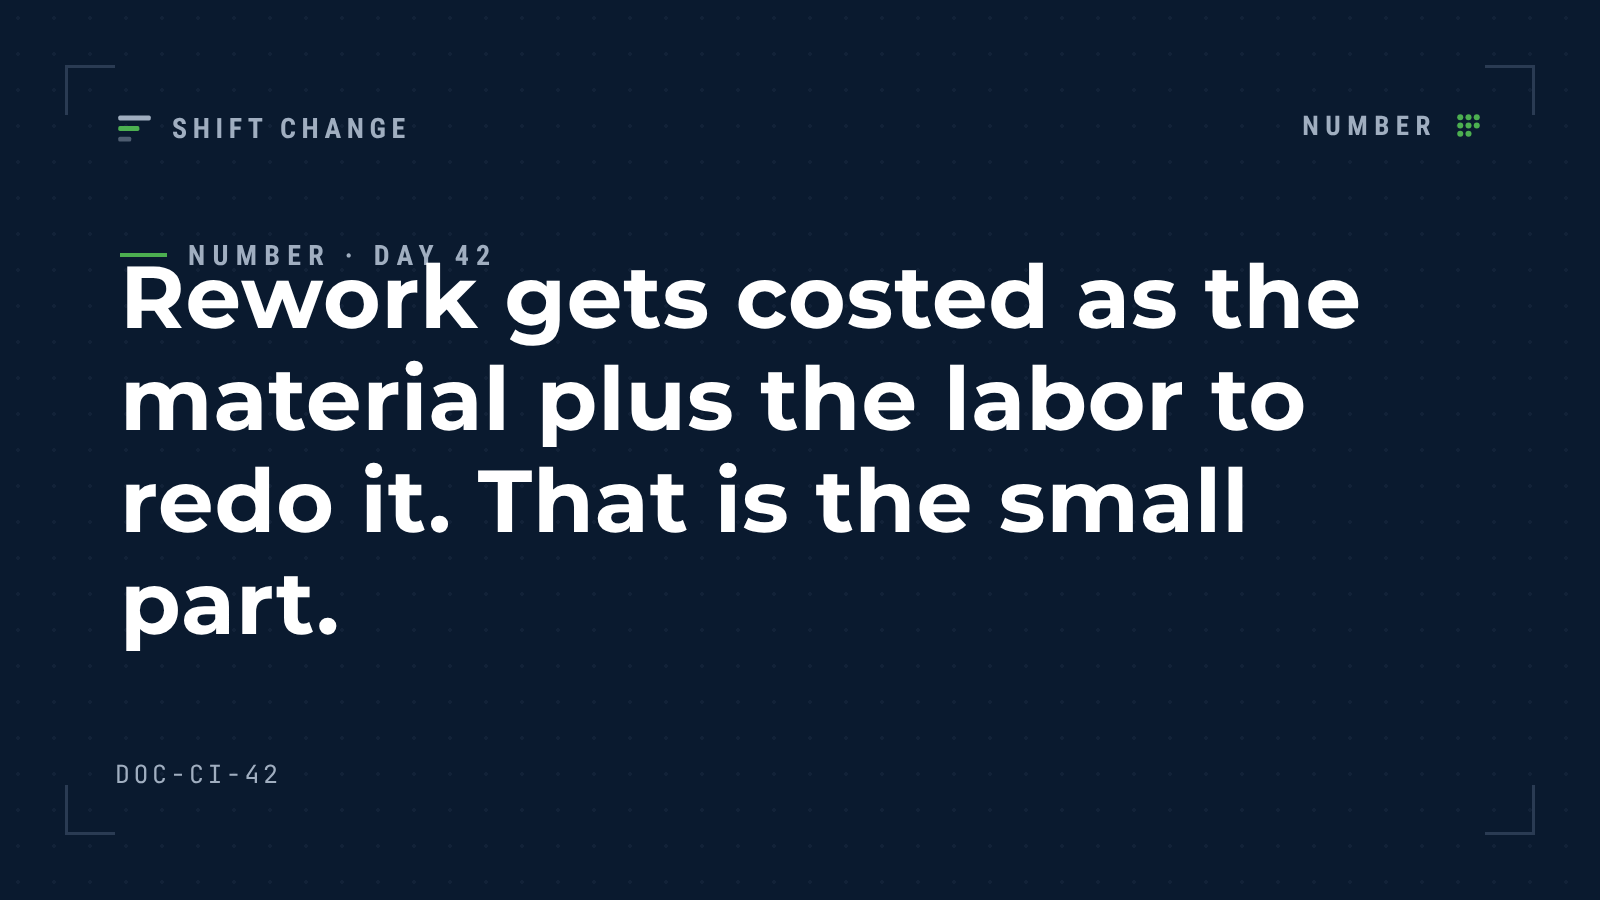 SHIFT CHANGE
NUMBER
NUMBER · DAY 42
Rework gets costed as the
material plus the labor to
redo it. That is the small
part.
DOC-CI-42